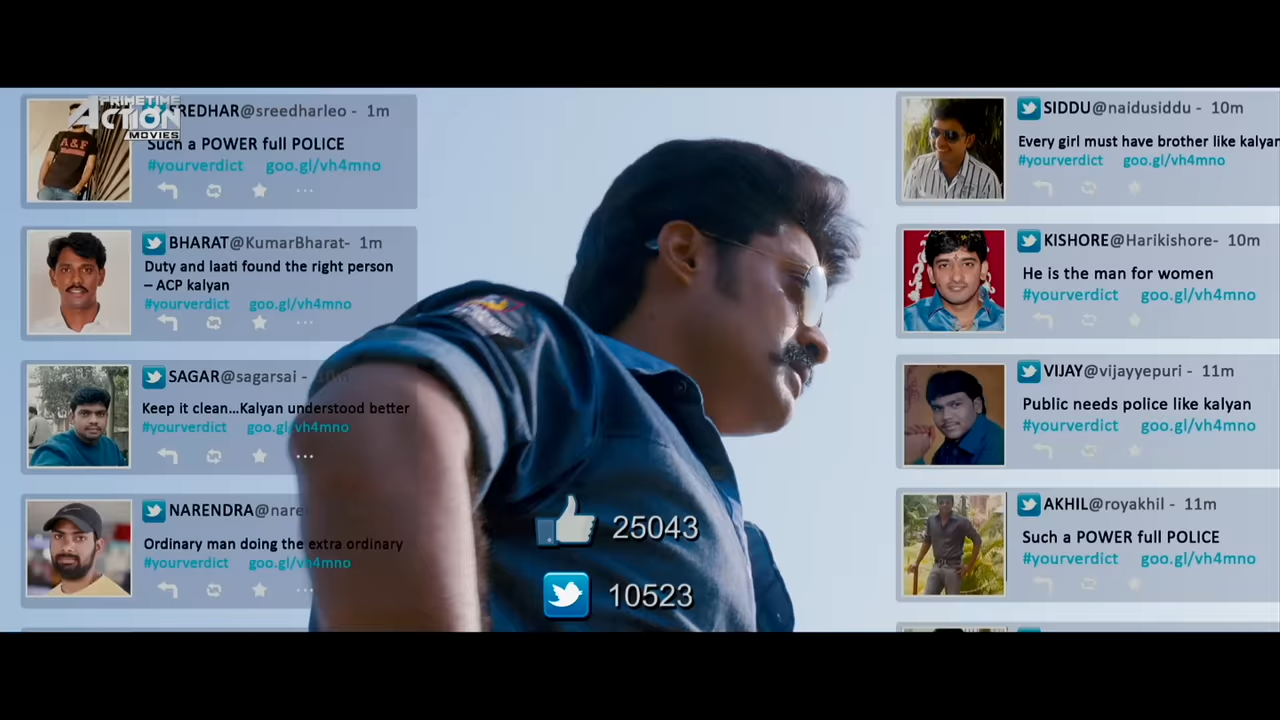 PRIMETIME
ACTION
MOVIES
SREDHAR@sreedharleo - 1m
Such a POWER full POLICE
#yourverdict goo.gl/vh4mno
BHARAT@KumarBharat- 1m
Duty and laati found the right person
– ACP kalyan
#yourverdict goo.gl/vh4mno
SAGAR@sagarsai - 10m
Keep it clean...Kalyan understood better
#yourverdict goo.gl/vh4mno
NARENDRA@nare
Ordinary man doing the extra ordinary
#yourverdict goo.gl/vh4mno
A&F
25043
10523
SIDDU@naidusiddu - 10m
Every girl must have brother like kalyan
#yourverdict goo.gl/vh4mno
KISHORE@Harikishore- 10m
He is the man for women
#yourverdict goo.gl/vh4mno
VIJAY@vijayyepuri - 11m
Public needs police like kalyan
#yourverdict goo.gl/vh4mno
AKHIL@royakhil - 11m
Such a POWER full POLICE
#yourverdict goo.gl/vh4mno